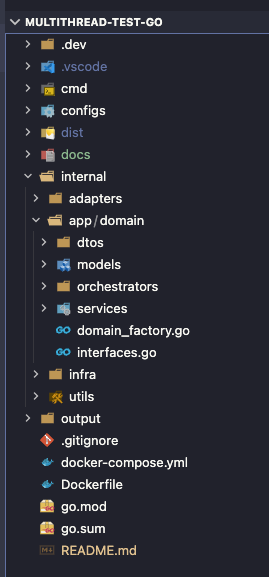 MULTITHREAD-TEST-GO
.dev
.vscode
cmd
configs
dist
docs
internal
adapters
app/domain
dtos
models
orchestrators
services
domain_factory.go
interfaces.go
infra
utils
output
.gitignore
docker-compose.yml
Dockerfile
go.mod
go.sum
README.md